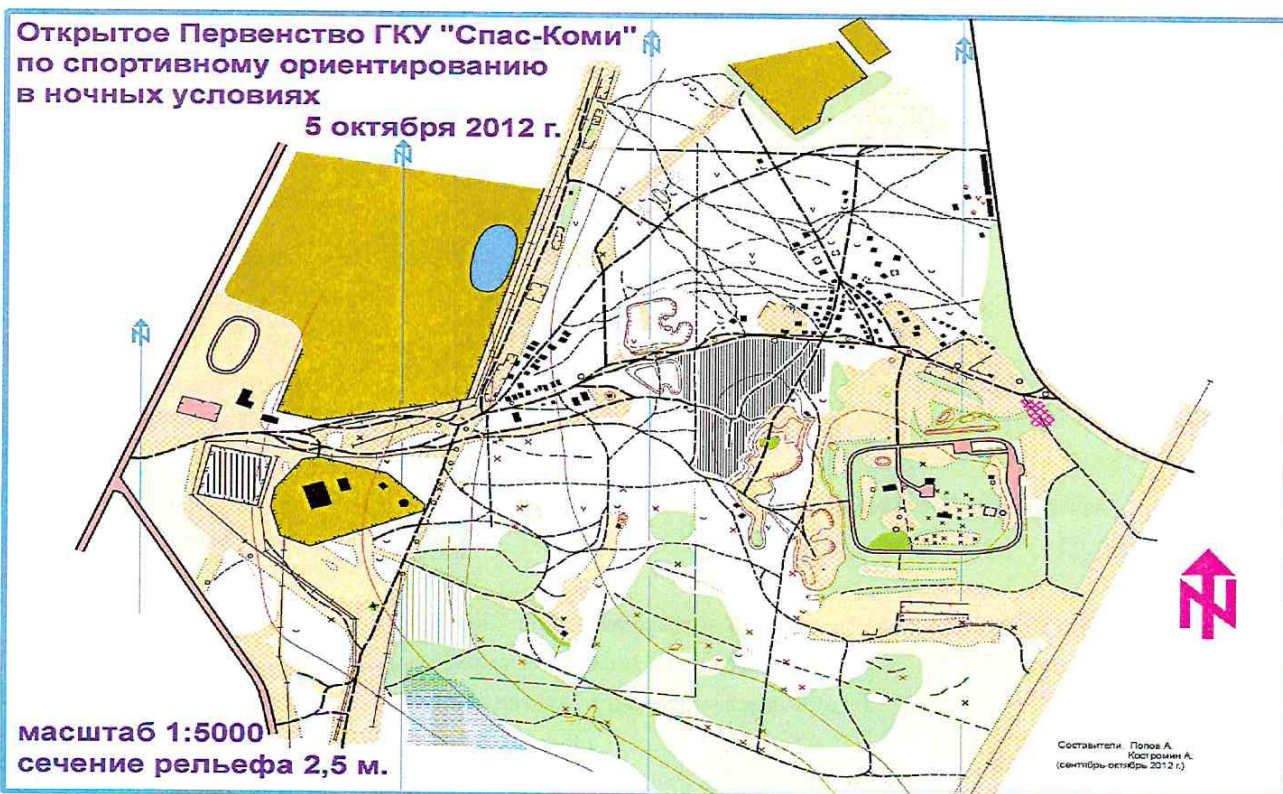 Открытое Первенство ГКУ "Спас-Коми"
по спортивному ориентированию
в ночных условиях
5 октября 2012 г.
масштаб 1:5000
сечение рельефа 2,5 м.
Составители: Попов А.
Костромин А.
(сентябрь-октябрь 2012 г.)